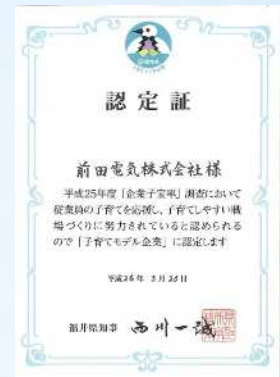 認定証
前田電気株式会社様
平成25年度「企業子宝率」調査において
従業員の子育てを応援し、子育てしやすい職
場づくりに努力されていると認められる
ので「子育てモデル企業」に認定します
平成26年 3月26日
福井県知事 西川一誠